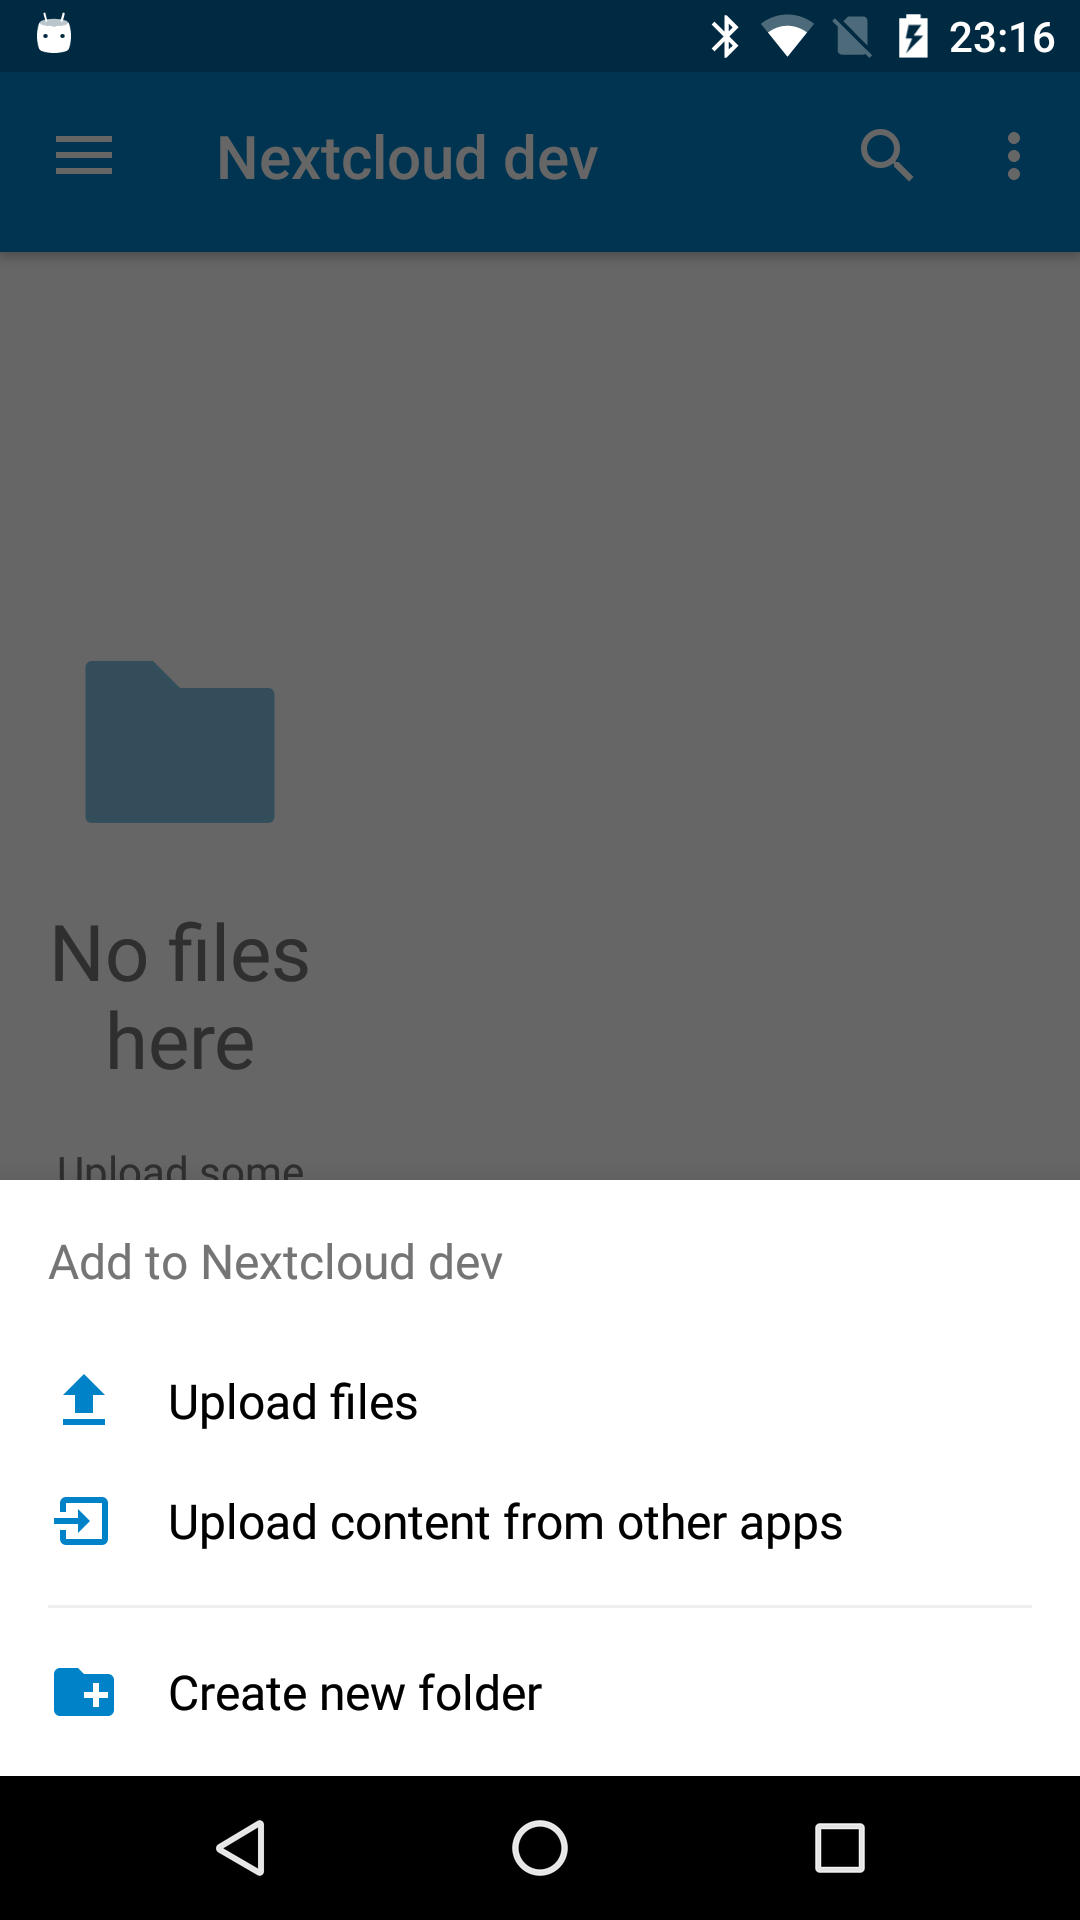 23:16
Nextcloud dev
No files
here
Upload some
Add to Nextcloud dev
Upload files
Upload content from other apps
Create new folder